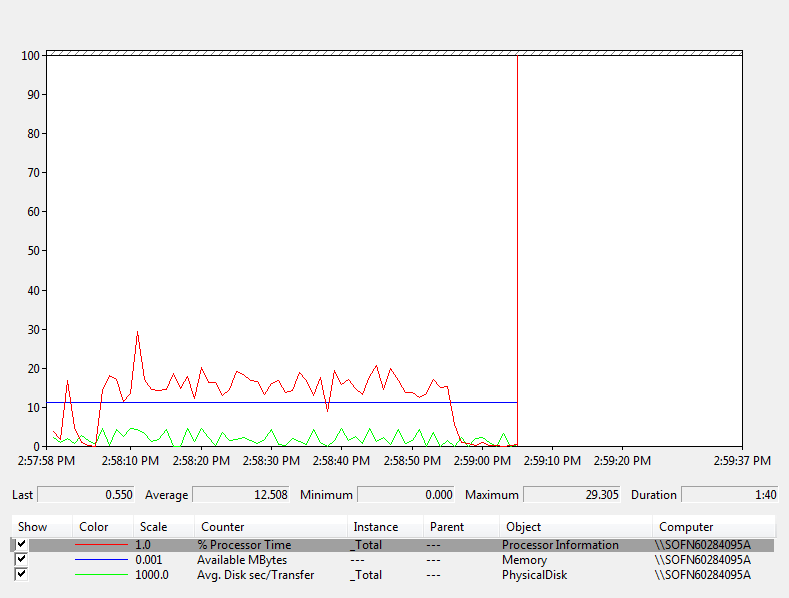 100
90
80
70
60
50
40
30
20
10
0
2:57:58 PM 2:58:10 PM 2:58:20 PM 2:58:30 PM 2:58:40 PM 2:58:50 PM 2:59:00 PM 2:59:10 PM 2:59:20 PM 2:59:37 PM
Last 0.550 Average 12.508 Minimum 0.000 Maximum 29.305 Duration 1:40
Show Color Scale Counter Instance Parent Object Computer
1.0 % Processor Time _Total --- Processor Information \\SOFN60284095A
0.001 Available MBytes --- --- Memory \\SOFN60284095A
1000.0 Avg. Disk sec/Transfer _Total --- PhysicalDisk \\SOFN60284095A